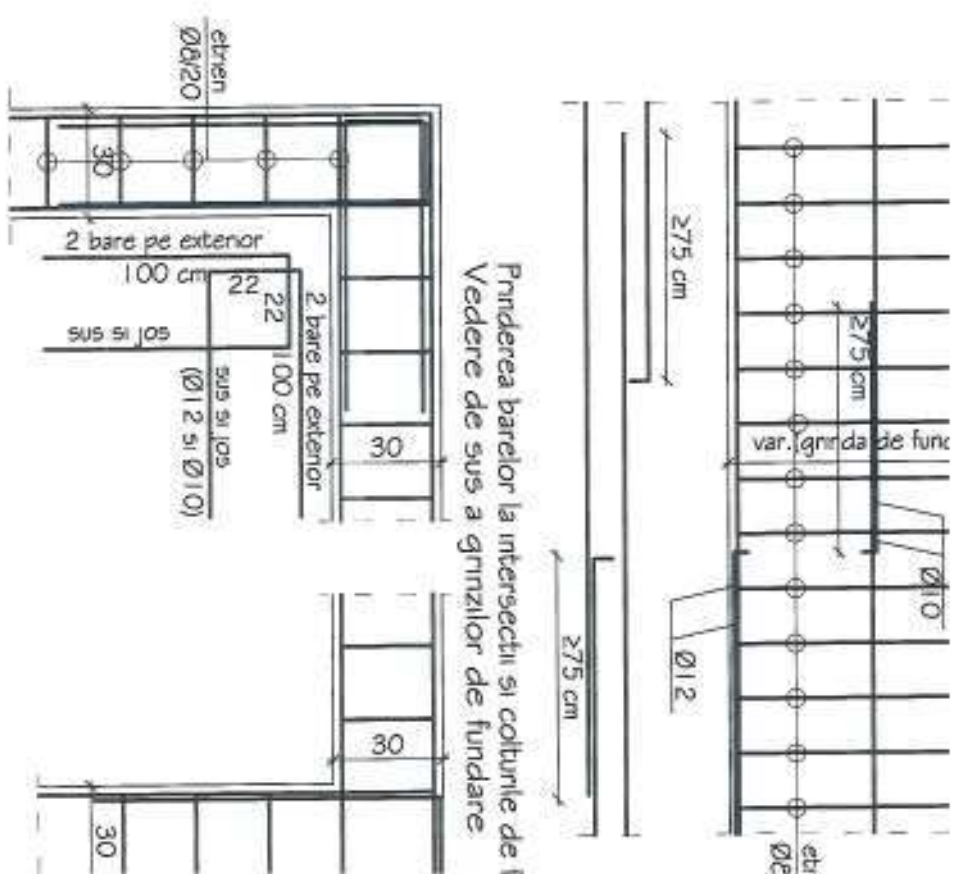 etrieri
Ø8/20
30
2 bare pe exterior
100 cm
22
22
sus si jos
2 bare pe exterior
100 cm
sus si jos
(Ø12 si Ø10)
30
30
30
Prinderea barelor la intersectii si colturile de
Vedere de sus a grinzilor de fundare
≥75 cm
≥75 cm
≥75 cm
var. (grinda de
Ø10
Ø12